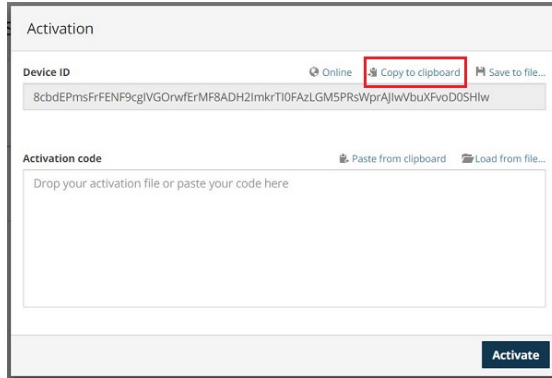 Activation
Device ID Online Copy to clipboard Save to file...
8cbdEPmsFrFENF9cgIVGOrwfErMF8ADH2ImkrTI0FAzLGM5PRsWprAJIwVbuXFvoD0SHlw
Activation code Paste from clipboard Load from file...
Drop your activation file or paste your code here
Activate